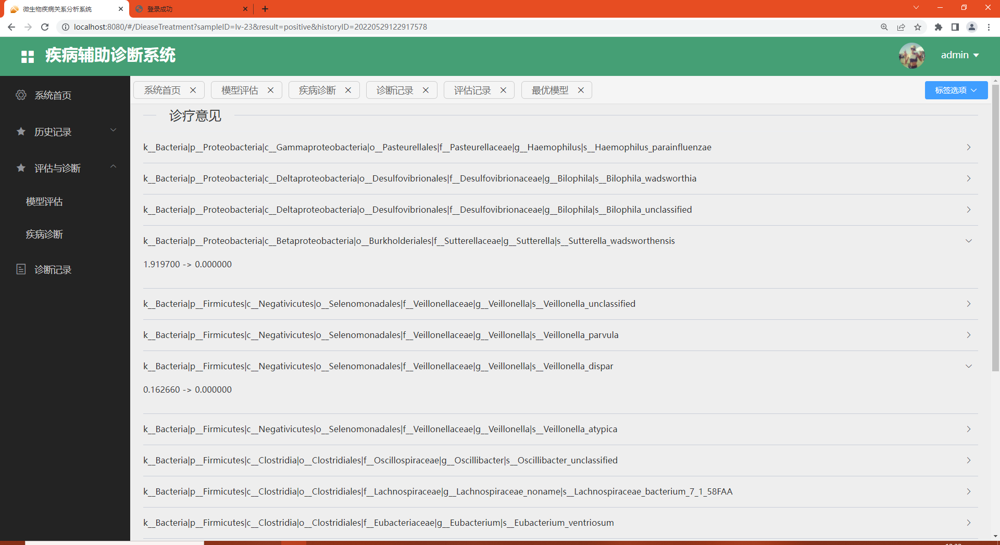 微生物疾病关系分析系统
登录成功
localhost:8080/#/DieaseTreatment?sampleID=lv-23&result=positive&historyID=20220529122917578
疾病辅助诊断系统
admin
系统首页
历史记录
评估与诊断
模型评估
疾病诊断
诊断记录
系统首页 模型评估 疾病诊断 诊断记录 评估记录 最优模型 标签选项
诊疗意见
k__Bacteria|p__Proteobacteria|c__Gammaproteobacteria|o__Pasteurellales|f__Pasteurellaceae|g__Haemophilus|s__Haemophilus_parainfluenzae
k__Bacteria|p__Proteobacteria|c__Deltaproteobacteria|o__Desulfovibrionales|f__Desulfovibrionaceae|g__Bilophila|s__Bilophila_wadsworthia
k__Bacteria|p__Proteobacteria|c__Deltaproteobacteria|o__Desulfovibrionales|f__Desulfovibrionaceae|g__Bilophila|s__Bilophila_unclassified
k__Bacteria|p__Proteobacteria|c__Betaproteobacteria|o__Burkholderiales|f__Sutterellaceae|g__Sutterella|s__Sutterella_wadsworthensis
1.919700 -> 0.000000
k__Bacteria|p__Firmicutes|c__Negativicutes|o__Selenomonadales|f__Veillonellaceae|g__Veillonella|s__Veillonella_unclassified
k__Bacteria|p__Firmicutes|c__Negativicutes|o__Selenomonadales|f__Veillonellaceae|g__Veillonella|s__Veillonella_parvula
k__Bacteria|p__Firmicutes|c__Negativicutes|o__Selenomonadales|f__Veillonellaceae|g__Veillonella|s__Veillonella_dispar
0.162660 -> 0.000000
k__Bacteria|p__Firmicutes|c__Negativicutes|o__Selenomonadales|f__Veillonellaceae|g__Veillonella|s__Veillonella_atypica
k__Bacteria|p__Firmicutes|c__Clostridia|o__Clostridiales|f__Oscillospiraceae|g__Oscillibacter|s__Oscillibacter_unclassified
k__Bacteria|p__Firmicutes|c__Clostridia|o__Clostridiales|f__Lachnospiraceae|g__Lachnospiraceae_noname|s__Lachnospiraceae_bacterium_7_1_58FAA
k__Bacteria|p__Firmicutes|c__Clostridia|o__Clostridiales|f__Eubacteriaceae|g__Eubacterium|s__Eubacterium_ventriosum